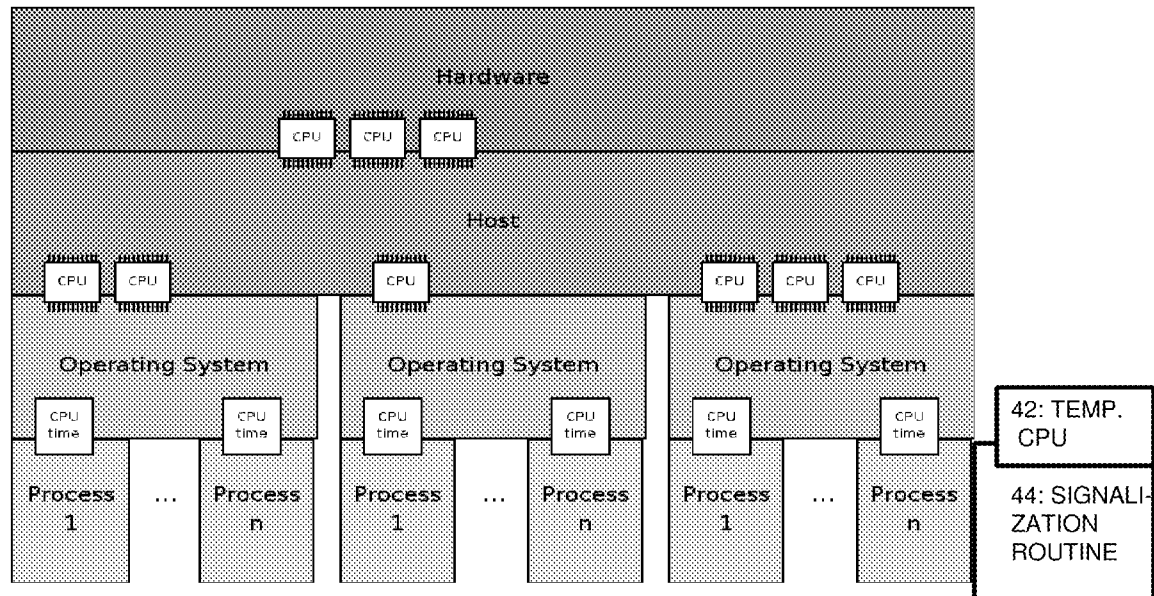 Hardware
CPU CPU CPU
Host
CPU CPU CPU CPU CPU CPU
Operating System Operating System Operating System
42: TEMP.
CPU
CPU CPU CPU CPU CPU CPU
time time time time time time
Process ... Process Process ... Process Process ... Process
1 n 1 n 1 n
44: SIGNALI-
ZATION
ROUTINE